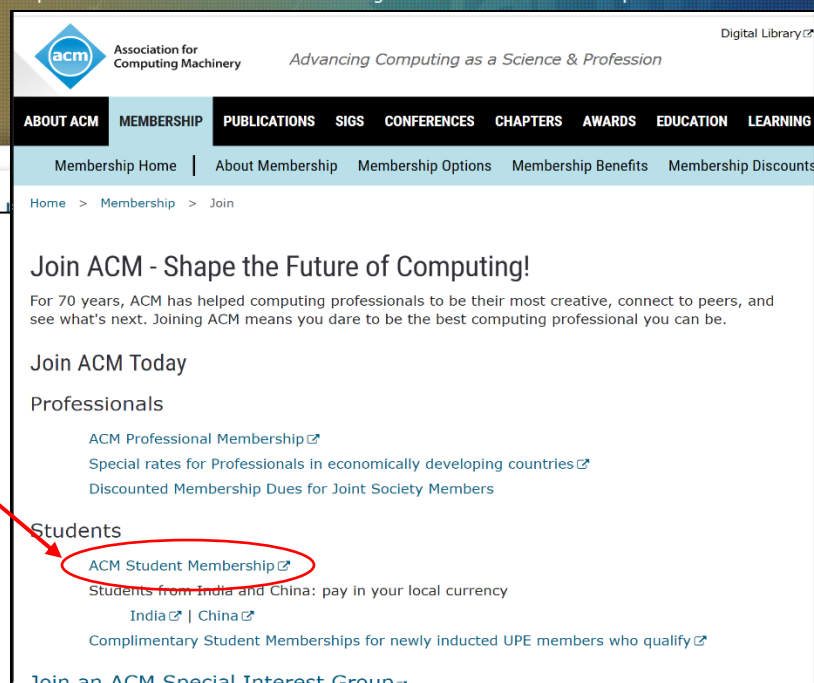 Digital Library
acm
Association for
Computing Machinery
Advancing Computing as a Science & Profession
ABOUT ACM MEMBERSHIP PUBLICATIONS SIGS CONFERENCES CHAPTERS AWARDS EDUCATION LEARNING
Membership Home | About Membership Membership Options Membership Benefits Membership Discounts
Home > Membership > Join
Join ACM - Shape the Future of Computing!
For 70 years, ACM has helped computing professionals to be their most creative, connect to peers, and
see what's next. Joining ACM means you dare to be the best computing professional you can be.
Join ACM Today
Professionals
ACM Professional Membership
Special rates for Professionals in economically developing countries
Discounted Membership Dues for Joint Society Members
Students
ACM Student Membership
Students from India and China: pay in your local currency
India | China
Complimentary Student Memberships for newly inducted UPE members who qualify
Join an ACM Special Interest Group